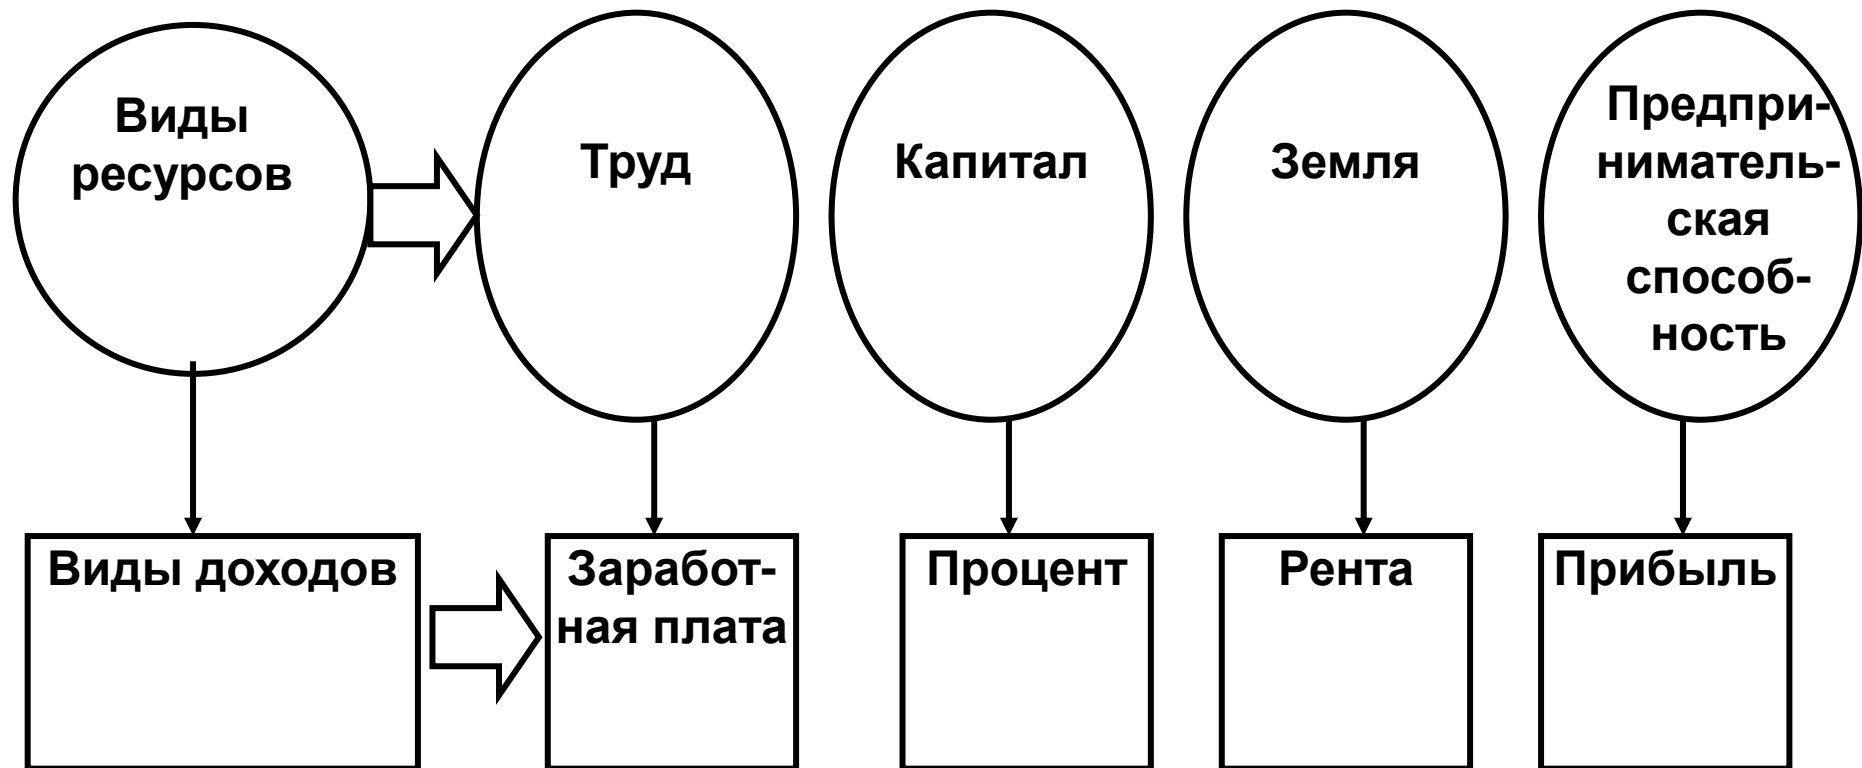 Виды
ресурсов
Труд
Капитал
Земля
Предпри-
ниматель-
ская
способ-
ность
Виды доходов
Заработ-
ная плата
Процент
Рента
Прибыль